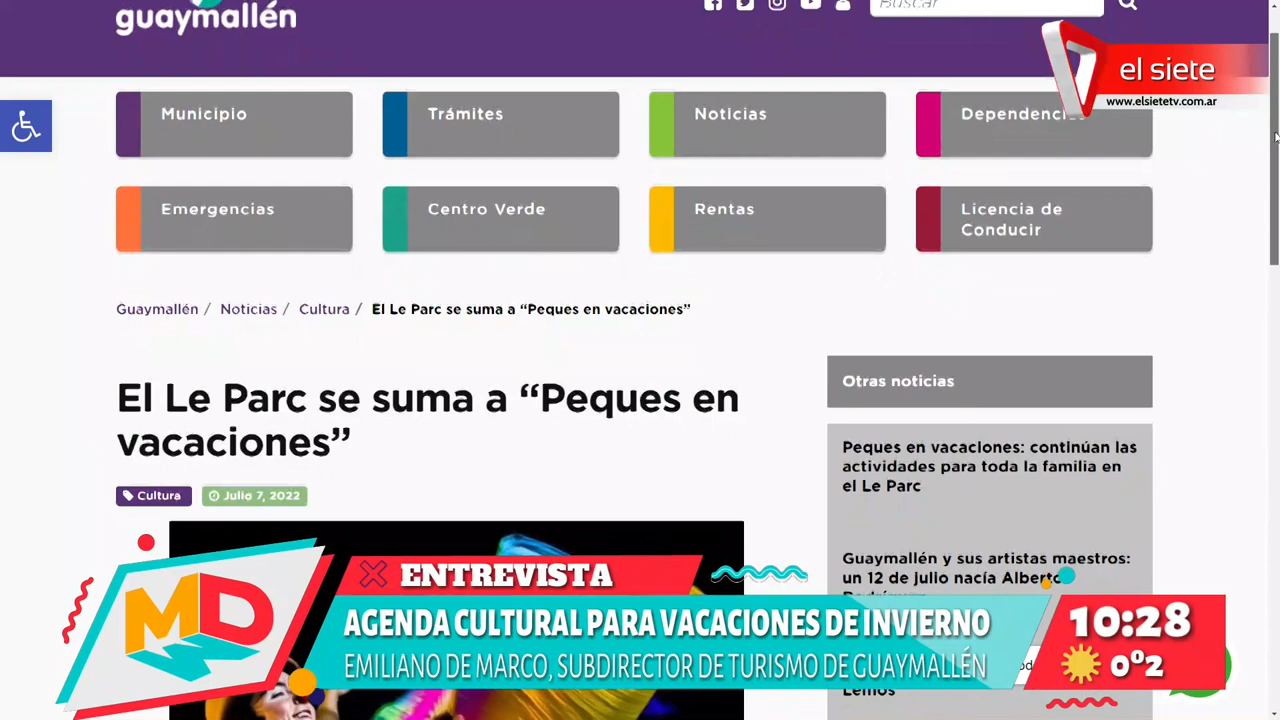 guaymallén
Buscar
el siete
www.elsietetv.com.ar
Municipio
Trámites
Noticias
Emergencias
Centro Verde
Rentas
Licencia de
Conducir
Guaymallén / Noticias / Cultura / El Le Parc se suma a “Peques en vacaciones”
El Le Parc se suma a “Peques en
vacaciones”
Cultura
Julio 7, 2022
Otras noticias
Peques en vacaciones: continúan las
actividades para toda la familia en
el Le Parc
Guaymallén y sus artistas maestros:
un 12 de julio nacía Alberto
Lemos
MD
ENTREVISTA
AGENDA CULTURAL PARA VACACIONES DE INVIERNO
EMILIANO DE MARCO, SUBDIRECTOR DE TURISMO DE GUAYMALLÉN
10:28
0º2